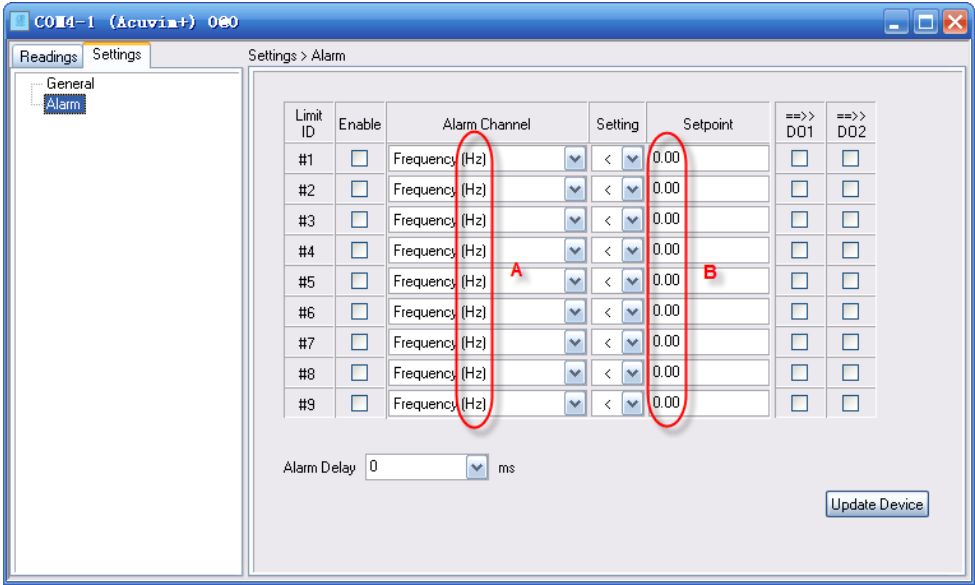 COM4-1 (Acuvim+) 0@0
Readings Settings Settings > Alarm
General
Alarm
Limit ID Enable Alarm Channel Setting Setpoint ==>> DO1 ==>> DO2
#1 Frequency (Hz) < 0.00
#2 Frequency (Hz) < 0.00
#3 Frequency (Hz) < 0.00
#4 Frequency (Hz) < 0.00
A B
#5 Frequency (Hz) < 0.00
#6 Frequency (Hz) < 0.00
#7 Frequency (Hz) < 0.00
#8 Frequency (Hz) < 0.00
#9 Frequency (Hz) < 0.00
Alarm Delay 0 ms
Update Device